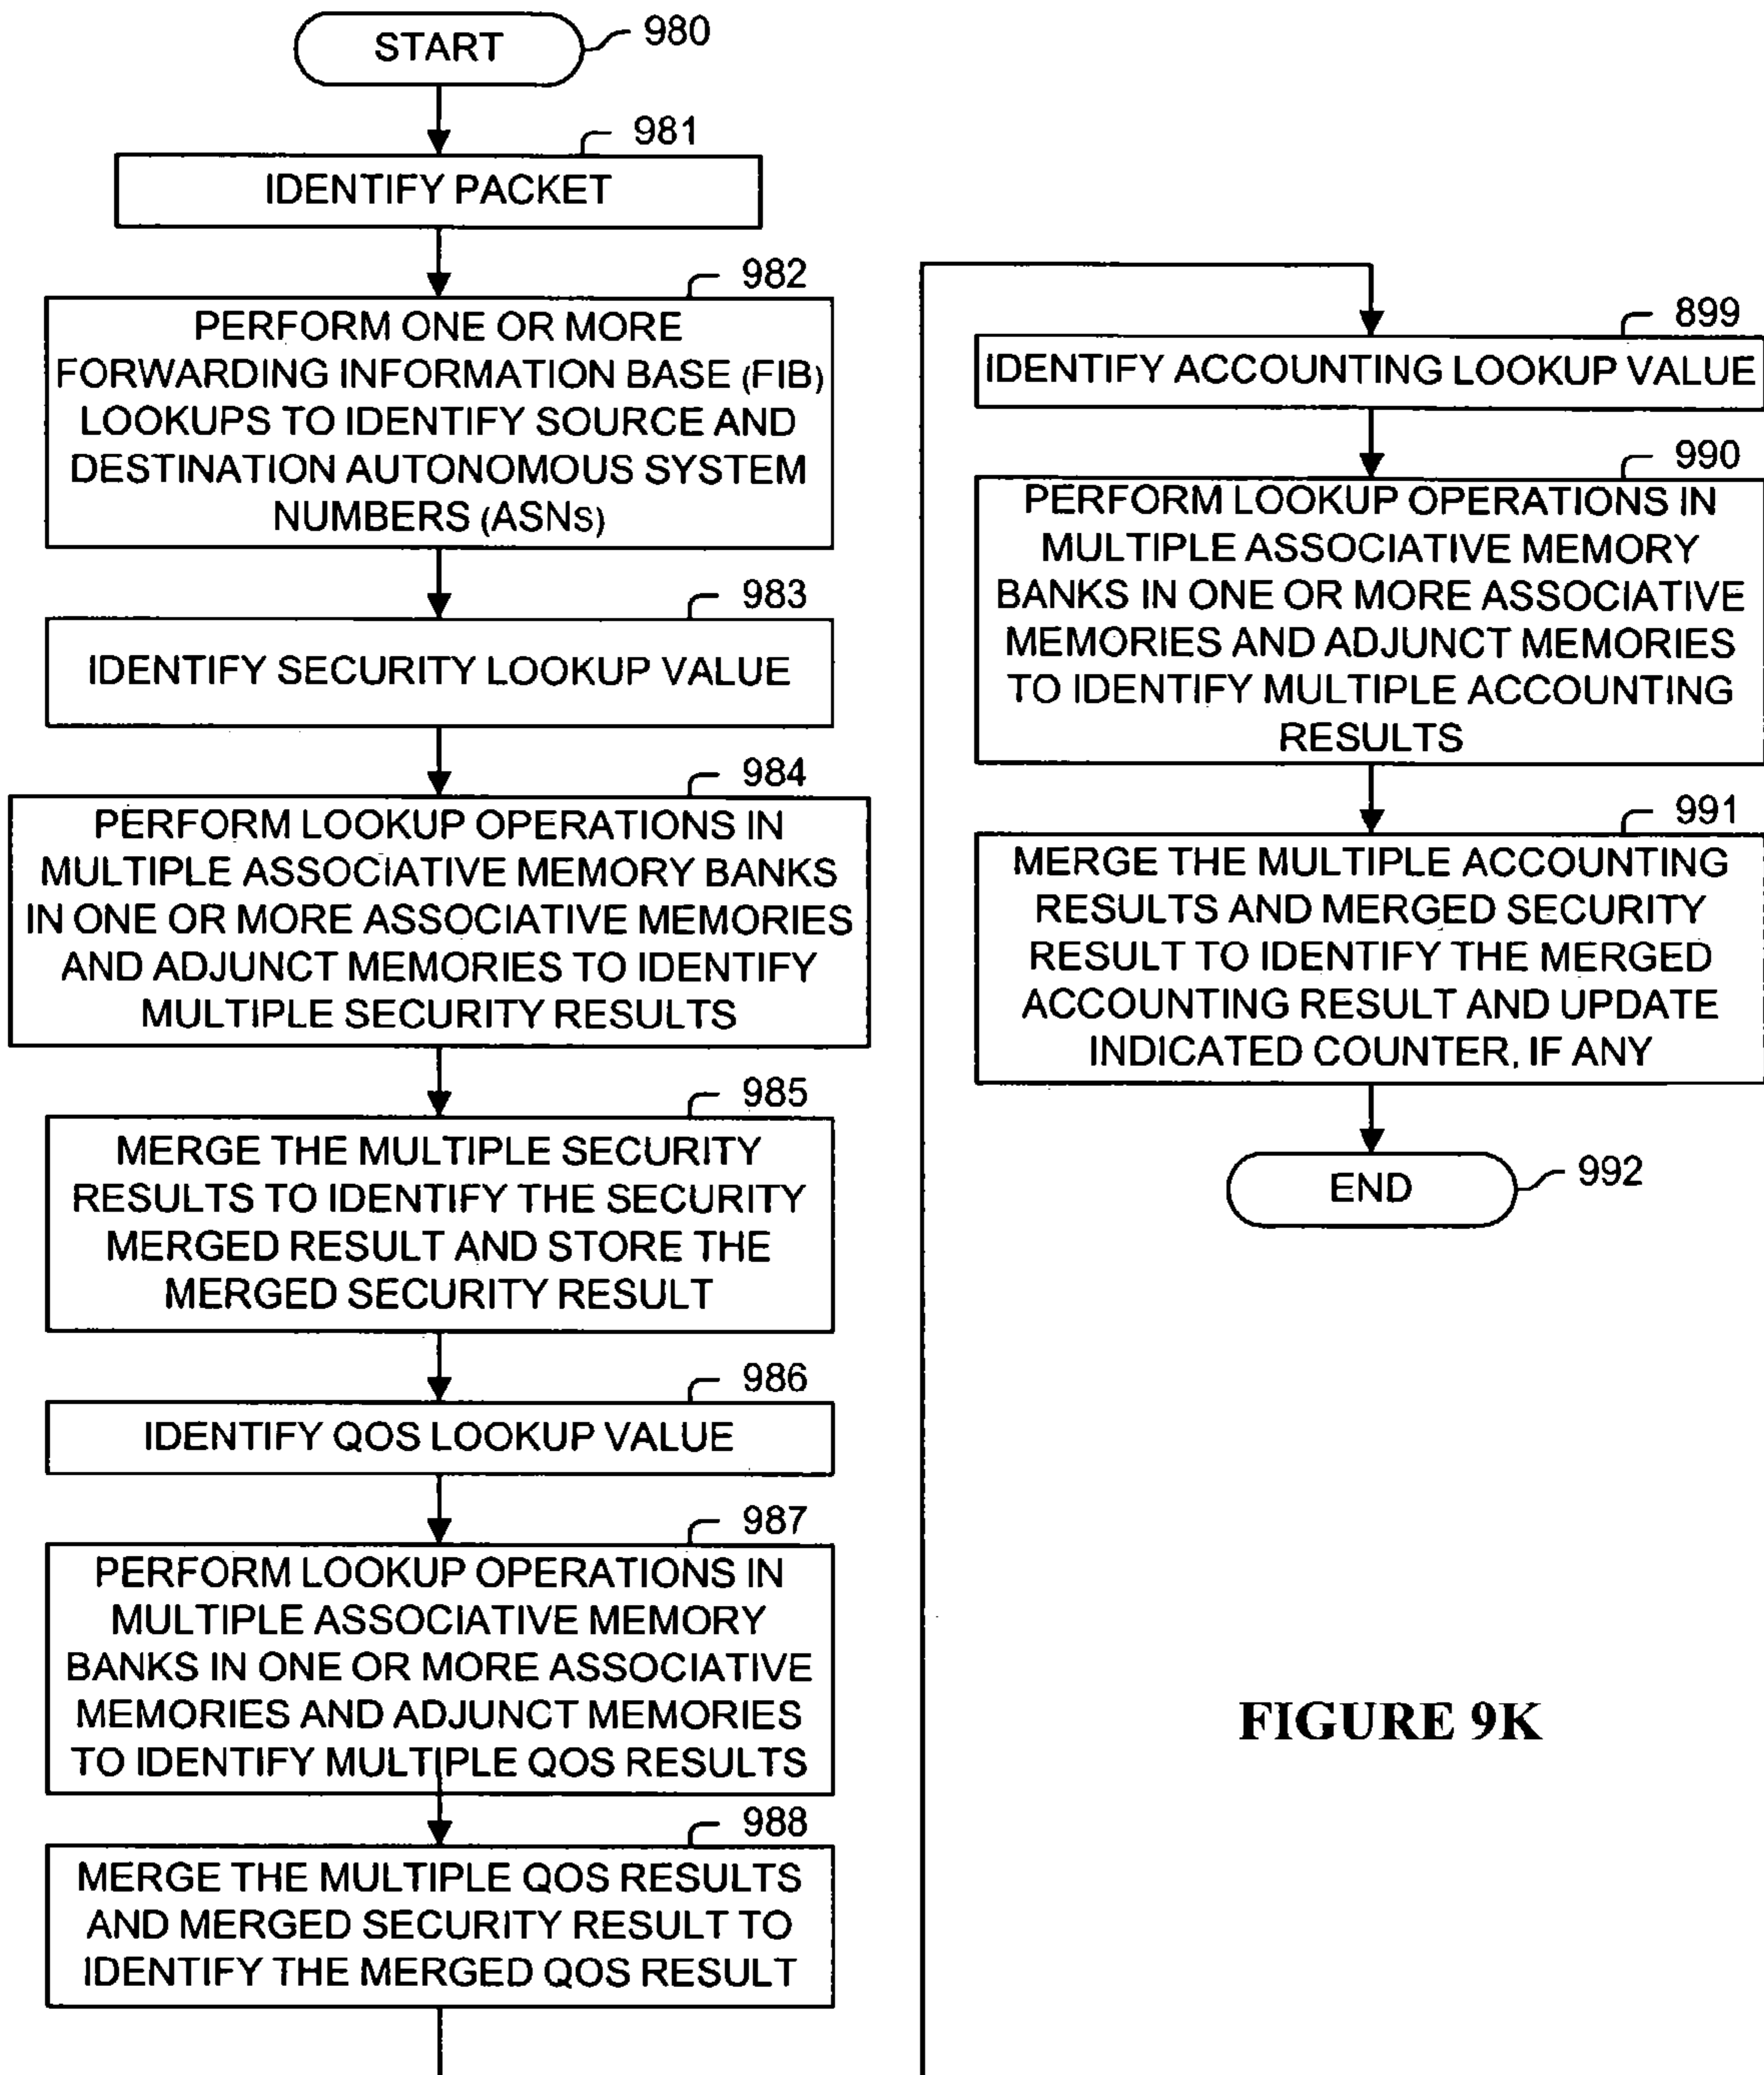 START
980
981
IDENTIFY PACKET
982
PERFORM ONE OR MORE
FORWARDING INFORMATION BASE (FIB)
LOOKUPS TO IDENTIFY SOURCE AND
DESTINATION AUTONOMOUS SYSTEM
NUMBERS (ASNs)
983
IDENTIFY SECURITY LOOKUP VALUE
984
PERFORM LOOKUP OPERATIONS IN
MULTIPLE ASSOCIATIVE MEMORY BANKS
IN ONE OR MORE ASSOCIATIVE MEMORIES
AND ADJUNCT MEMORIES TO IDENTIFY
MULTIPLE SECURITY RESULTS
985
MERGE THE MULTIPLE SECURITY
RESULTS TO IDENTIFY THE SECURITY
MERGED RESULT AND STORE THE
MERGED SECURITY RESULT
986
IDENTIFY QOS LOOKUP VALUE
987
PERFORM LOOKUP OPERATIONS IN
MULTIPLE ASSOCIATIVE MEMORY
BANKS IN ONE OR MORE ASSOCIATIVE
MEMORIES AND ADJUNCT MEMORIES
TO IDENTIFY MULTIPLE QOS RESULTS
988
MERGE THE MULTIPLE QOS RESULTS
AND MERGED SECURITY RESULT TO
IDENTIFY THE MERGED QOS RESULT
899
IDENTIFY ACCOUNTING LOOKUP VALUE
990
PERFORM LOOKUP OPERATIONS IN
MULTIPLE ASSOCIATIVE MEMORY
BANKS IN ONE OR MORE ASSOCIATIVE
MEMORIES AND ADJUNCT MEMORIES
TO IDENTIFY MULTIPLE ACCOUNTING
RESULTS
991
MERGE THE MULTIPLE ACCOUNTING
RESULTS AND MERGED SECURITY
RESULT TO IDENTIFY THE MERGED
ACCOUNTING RESULT AND UPDATE
INDICATED COUNTER, IF ANY
END
992
FIGURE 9K